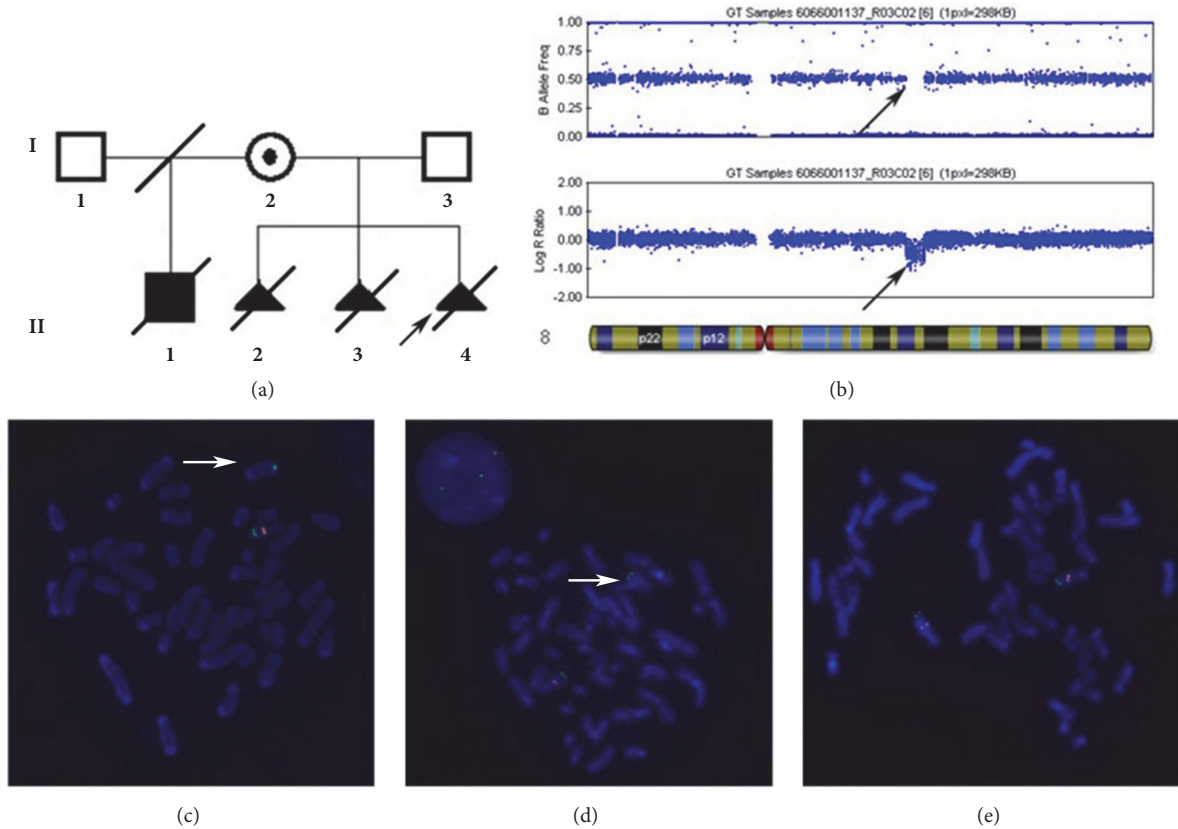 I
1
2
3
II
1
2
3
4
(a)
GT Samples 6066001137_R03C02 [6] (1pxl=298KB)
B Allele Freq
1.00
0.75
0.50
0.25
0.00
GT Samples 6066001137_R03C02 [6] (1pxl=298KB)
Log R Ratio
2.00
1.00
0.00
-1.00
-2.00
8
p22
p12
(b)
(c)
(d)
(e)